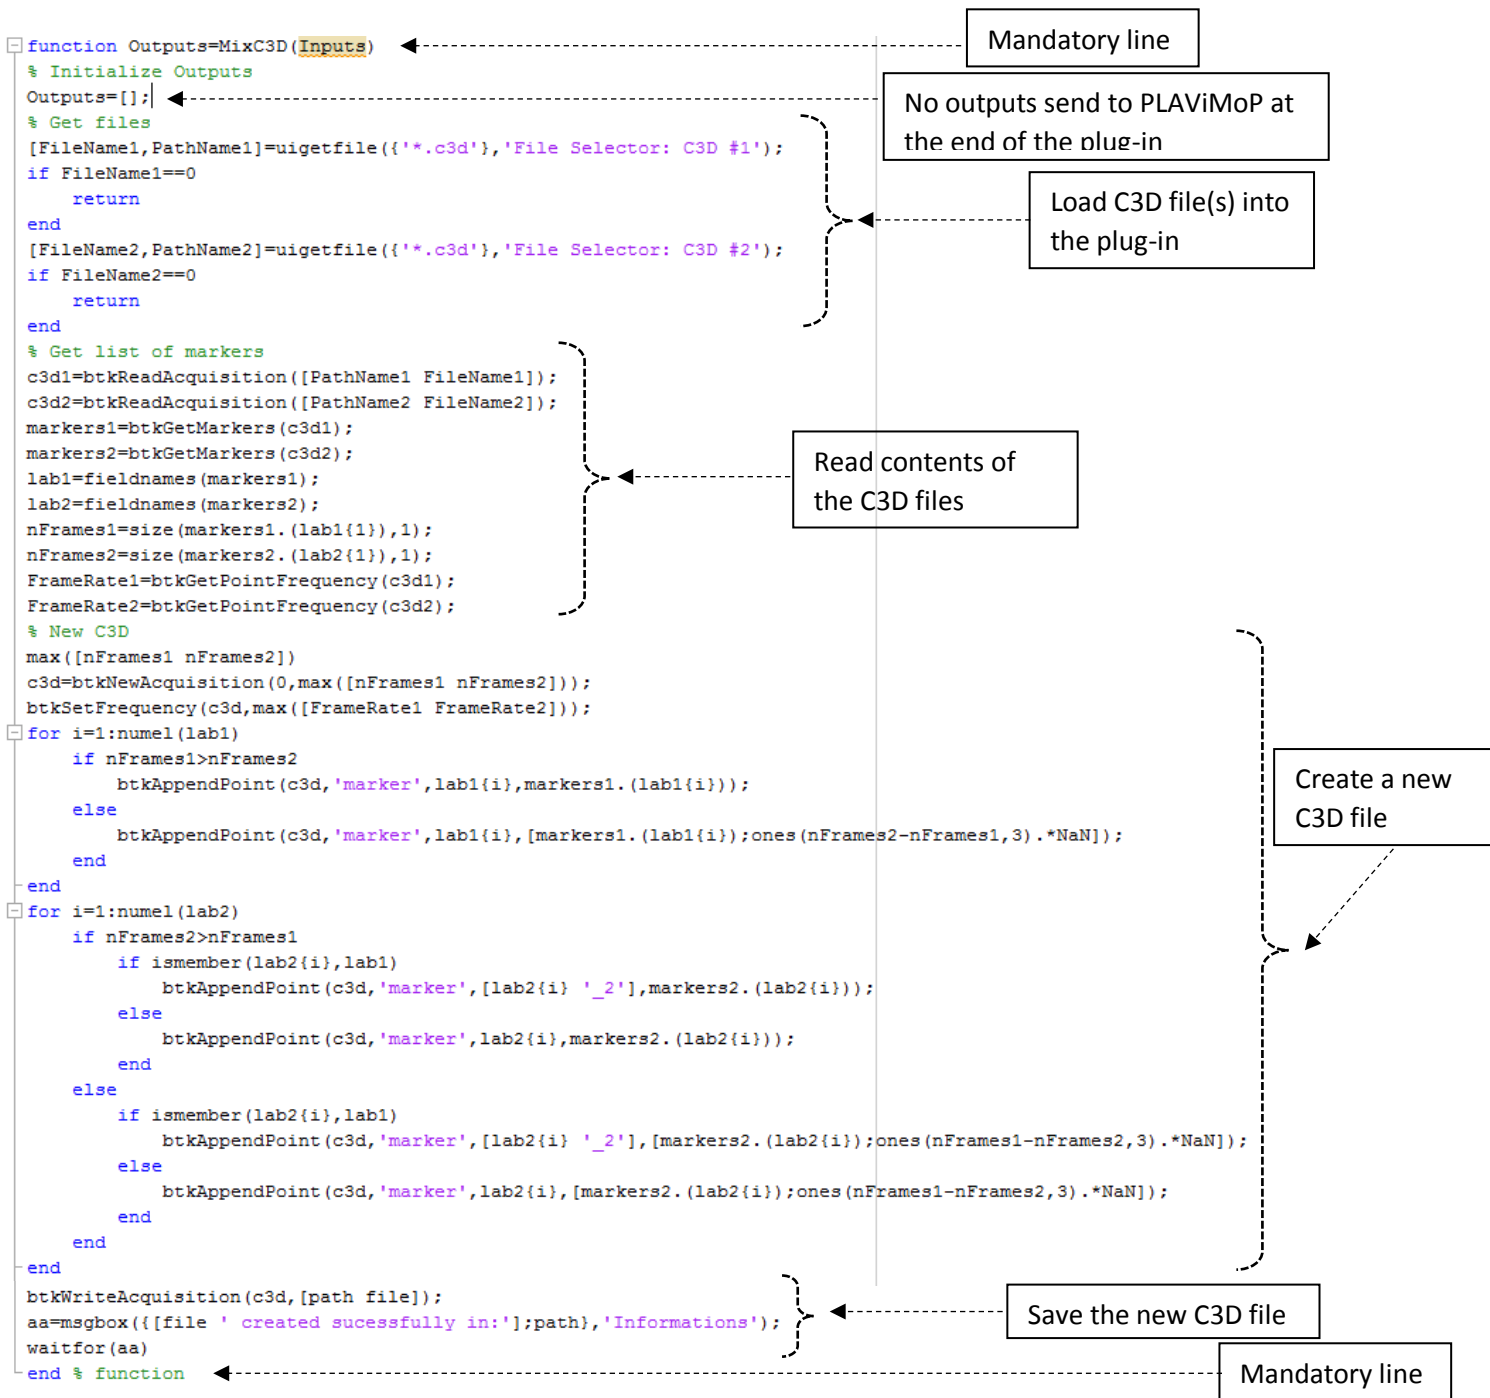 function Outputs=MixC3D(Inputs)
Mandatory line
% Initialize Outputs
Outputs=[];
No outputs send to PLAViMoP at
the end of the plug-in
% Get files
[FileName1,PathName1]=uigetfile({'*.c3d'},'File Selector: C3D #1');
if FileName1==0
    return
end
[FileName2,PathName2]=uigetfile({'*.c3d'},'File Selector: C3D #2');
if FileName2==0
    return
end
Load C3D file(s) into
the plug-in
% Get list of markers
c3d1=btkReadAcquisition([PathName1 FileName1]);
c3d2=btkReadAcquisition([PathName2 FileName2]);
markers1=btkGetMarkers(c3d1);
markers2=btkGetMarkers(c3d2);
lab1=fieldnames(markers1);
lab2=fieldnames(markers2);
nFrames1=size(markers1.(lab1{1}),1);
nFrames2=size(markers2.(lab2{1}),1);
FrameRate1=btkGetPointFrequency(c3d1);
FrameRate2=btkGetPointFrequency(c3d2);
Read contents of
the C3D files
% New C3D
max([nFrames1 nFrames2])
c3d=btkNewAcquisition(0,max([nFrames1 nFrames2]));
btkSetFrequency(c3d,max([FrameRate1 FrameRate2]));
for i=1:numel(lab1)
    if nFrames1>nFrames2
        btkAppendPoint(c3d,'marker',lab1{i},markers1.(lab1{i}));
    else
        btkAppendPoint(c3d,'marker',lab1{i},[markers1.(lab1{i});ones(nFrames2-nFrames1,3).*NaN]);
    end
end
for i=1:numel(lab2)
    if nFrames2>nFrames1
        if ismember(lab2{i},lab1)
            btkAppendPoint(c3d,'marker',[lab2{i} '_2'],markers2.(lab2{i}));
        else
            btkAppendPoint(c3d,'marker',lab2{i},markers2.(lab2{i}));
        end
    else
        if ismember(lab2{i},lab1)
            btkAppendPoint(c3d,'marker',[lab2{i} '_2'],[markers2.(lab2{i});ones(nFrames1-nFrames2,3).*NaN]);
        else
            btkAppendPoint(c3d,'marker',lab2{i},[markers2.(lab2{i});ones(nFrames1-nFrames2,3).*NaN]);
        end
    end
end
Create a new
C3D file
btkWriteAcquisition(c3d,[path file]);
aa=msgbox({[file ' created sucessfully in:'];path},'Informations');
waitfor(aa)
Save the new C3D file
end % function
Mandatory line